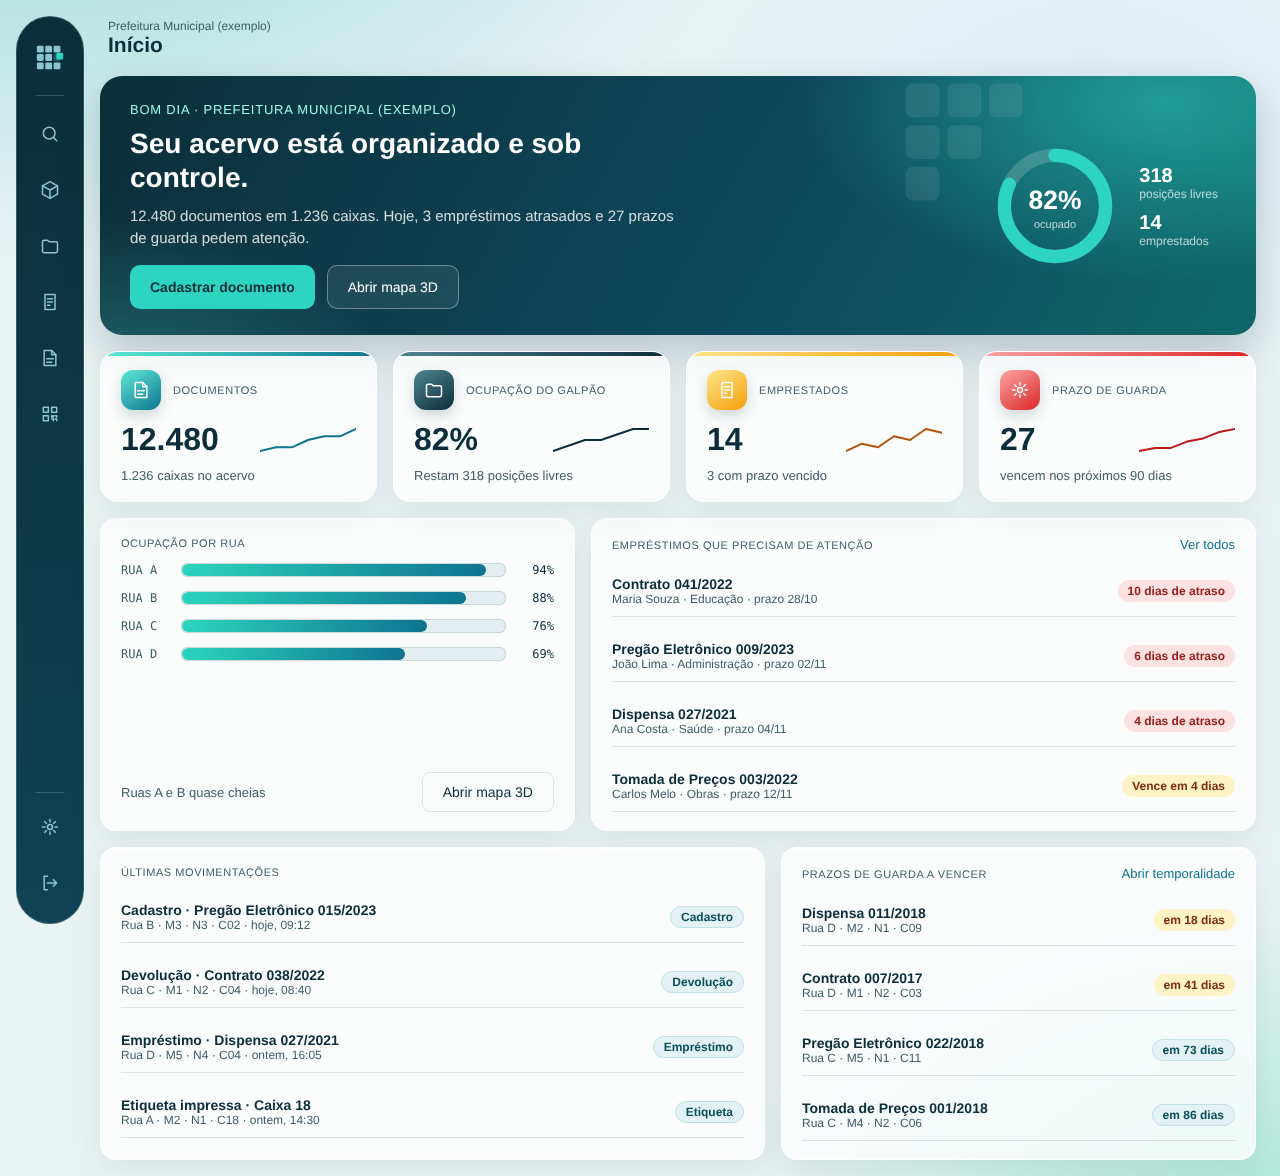 Prefeitura Municipal (exemplo)
Início
BOM DIA · PREFEITURA MUNICIPAL (EXEMPLO)
Seu acervo está organizado e sob
controle.
12.480 documentos em 1.236 caixas. Hoje, 3 empréstimos atrasados e 27 prazos
de guarda pedem atenção.
Cadastrar documento
Abrir mapa 3D
82%
ocupado
318
posições livres
14
emprestados
DOCUMENTOS
12.480
1.236 caixas no acervo
OCUPAÇÃO DO GALPÃO
82%
Restam 318 posições livres
EMPRESTADOS
14
3 com prazo vencido
PRAZO DE GUARDA
27
vencem nos próximos 90 dias
OCUPAÇÃO POR RUA
RUA A 94%
RUA B 88%
RUA C 76%
RUA D 69%
Ruas A e B quase cheias
Abrir mapa 3D
EMPRÉSTIMOS QUE PRECISAM DE ATENÇÃO
Ver todos
Contrato 041/2022
Maria Souza · Educação · prazo 28/10
10 dias de atraso
Pregão Eletrônico 009/2023
João Lima · Administração · prazo 02/11
6 dias de atraso
Dispensa 027/2021
Ana Costa · Saúde · prazo 04/11
4 dias de atraso
Tomada de Preços 003/2022
Carlos Melo · Obras · prazo 12/11
Vence em 4 dias
ÚLTIMAS MOVIMENTAÇÕES
Cadastro · Pregão Eletrônico 015/2023
Rua B · M3 · N3 · C02 · hoje, 09:12
Cadastro
Devolução · Contrato 038/2022
Rua C · M1 · N2 · C04 · hoje, 08:40
Devolução
Empréstimo · Dispensa 027/2021
Rua D · M5 · N4 · C04 · ontem, 16:05
Empréstimo
Etiqueta impressa · Caixa 18
Rua A · M2 · N1 · C18 · ontem, 14:30
Etiqueta
PRAZOS DE GUARDA A VENCER
Abrir temporalidade
Dispensa 011/2018
Rua D · M2 · N1 · C09
em 18 dias
Contrato 007/2017
Rua D · M1 · N2 · C03
em 41 dias
Pregão Eletrônico 022/2018
Rua C · M5 · N1 · C11
em 73 dias
Tomada de Preços 001/2018
Rua C · M4 · N2 · C06
em 86 dias